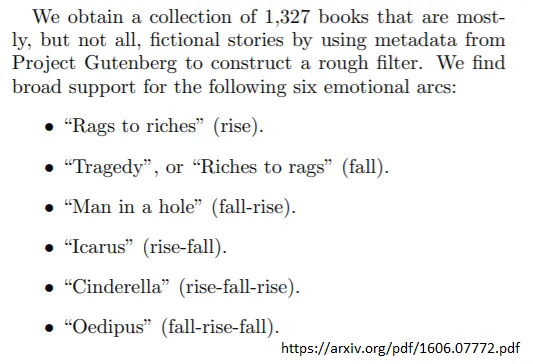 We obtain a collection of 1,327 books that are most-
ly, but not all, fictional stories by using metadata from
Project Gutenberg to construct a rough filter. We find
broad support for the following six emotional arcs:
• “Rags to riches” (rise).
• “Tragedy”, or “Riches to rags” (fall).
• “Man in a hole” (fall-rise).
• “Icarus” (rise-fall).
• “Cinderella” (rise-fall-rise).
• “Oedipus” (fall-rise-fall).
https://arxiv.org/pdf/1606.07772.pdf